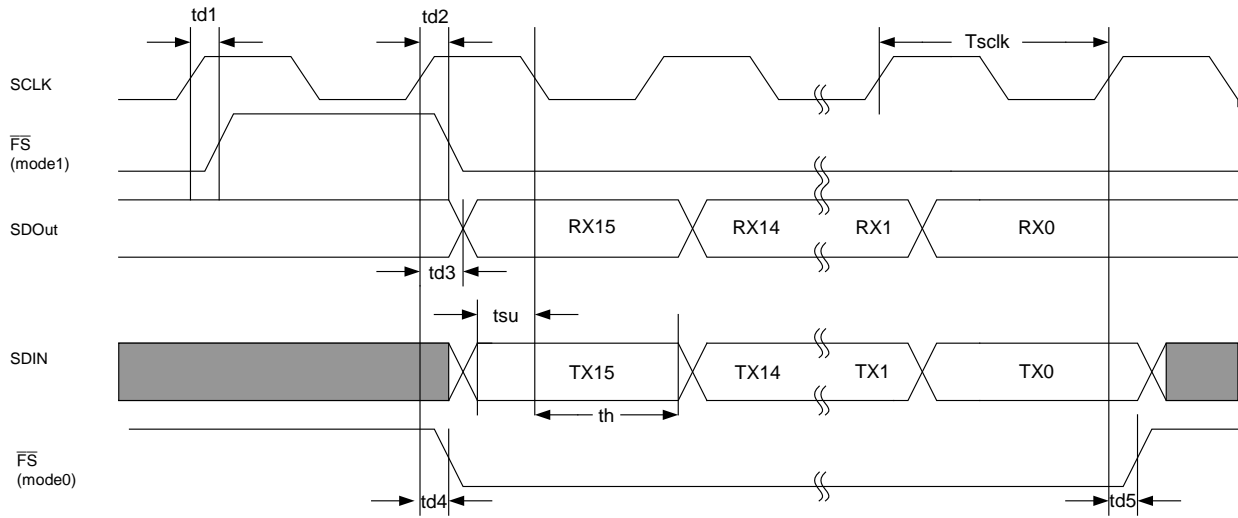 td1 td2
Tsclk
SCLK
FS
(mode1)
SDOut RX15 RX14 RX1 RX0
td3
tsu
SDIN TX15 TX14 TX1 TX0
th
FS
(mode0)
td4 td5